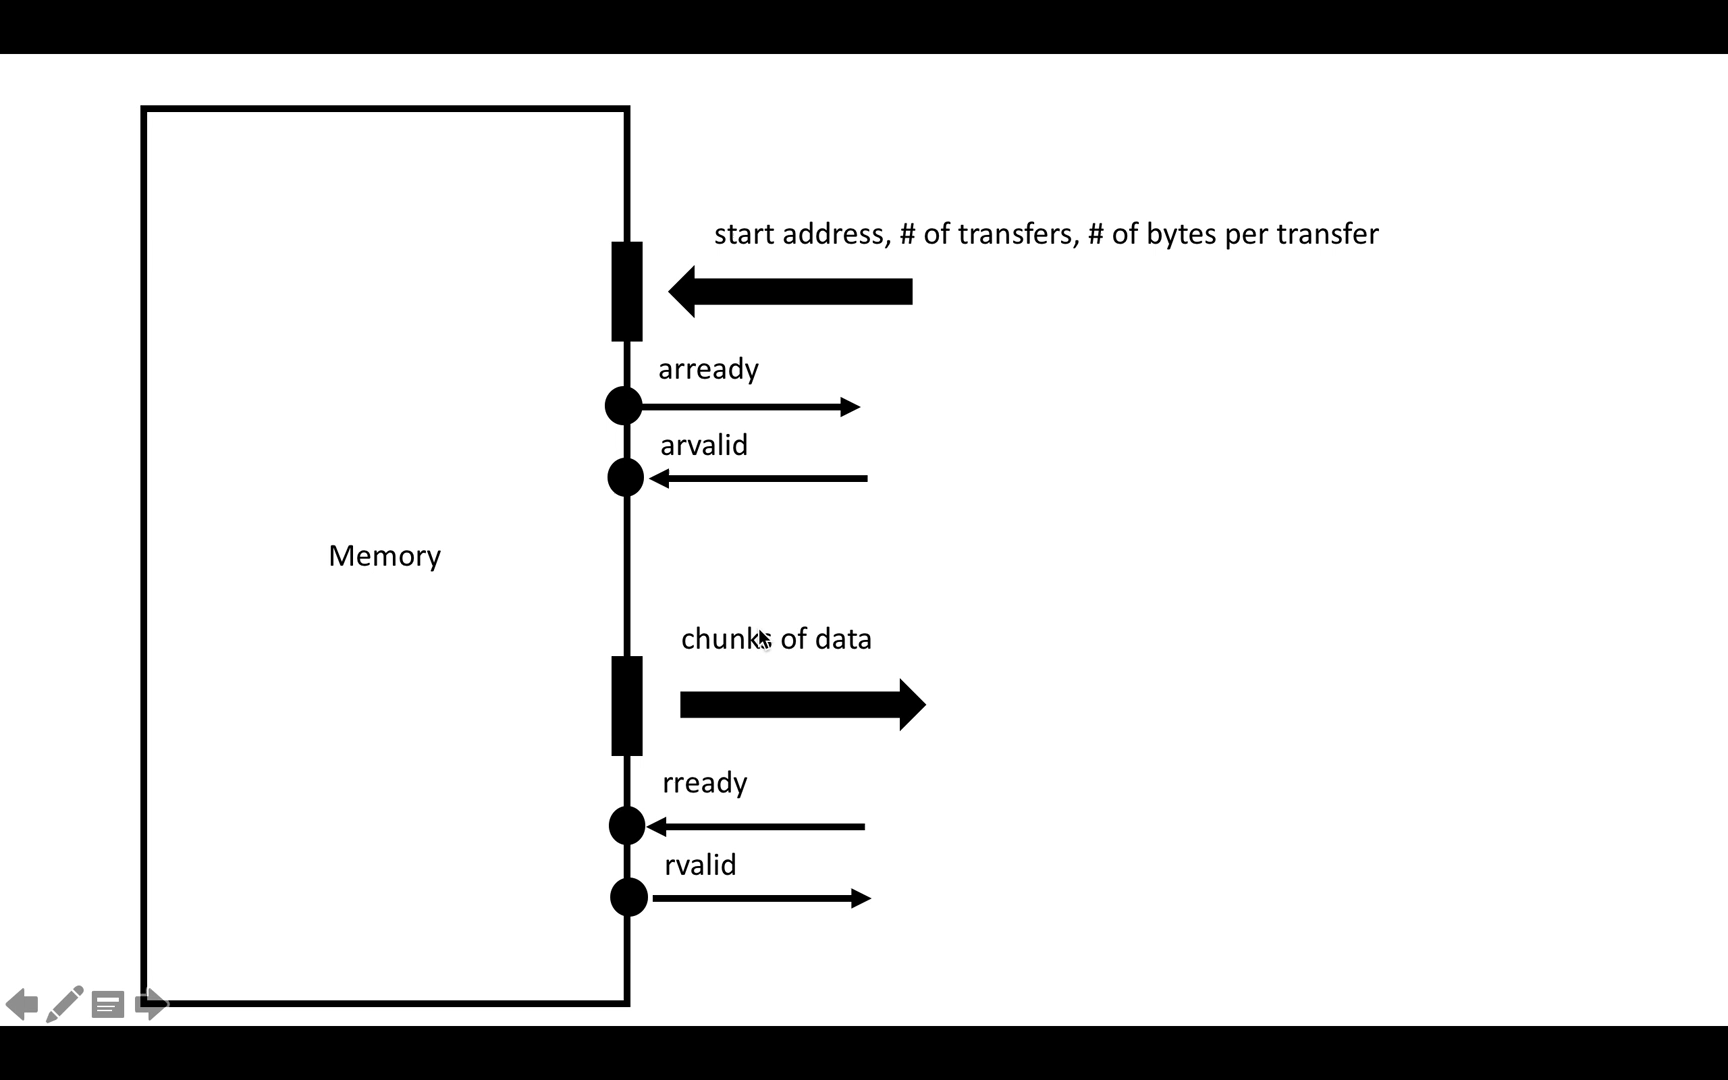 start address, # of transfers, # of bytes per transfer
arready
arvalid
Memory
chunks of data
rready
rvalid